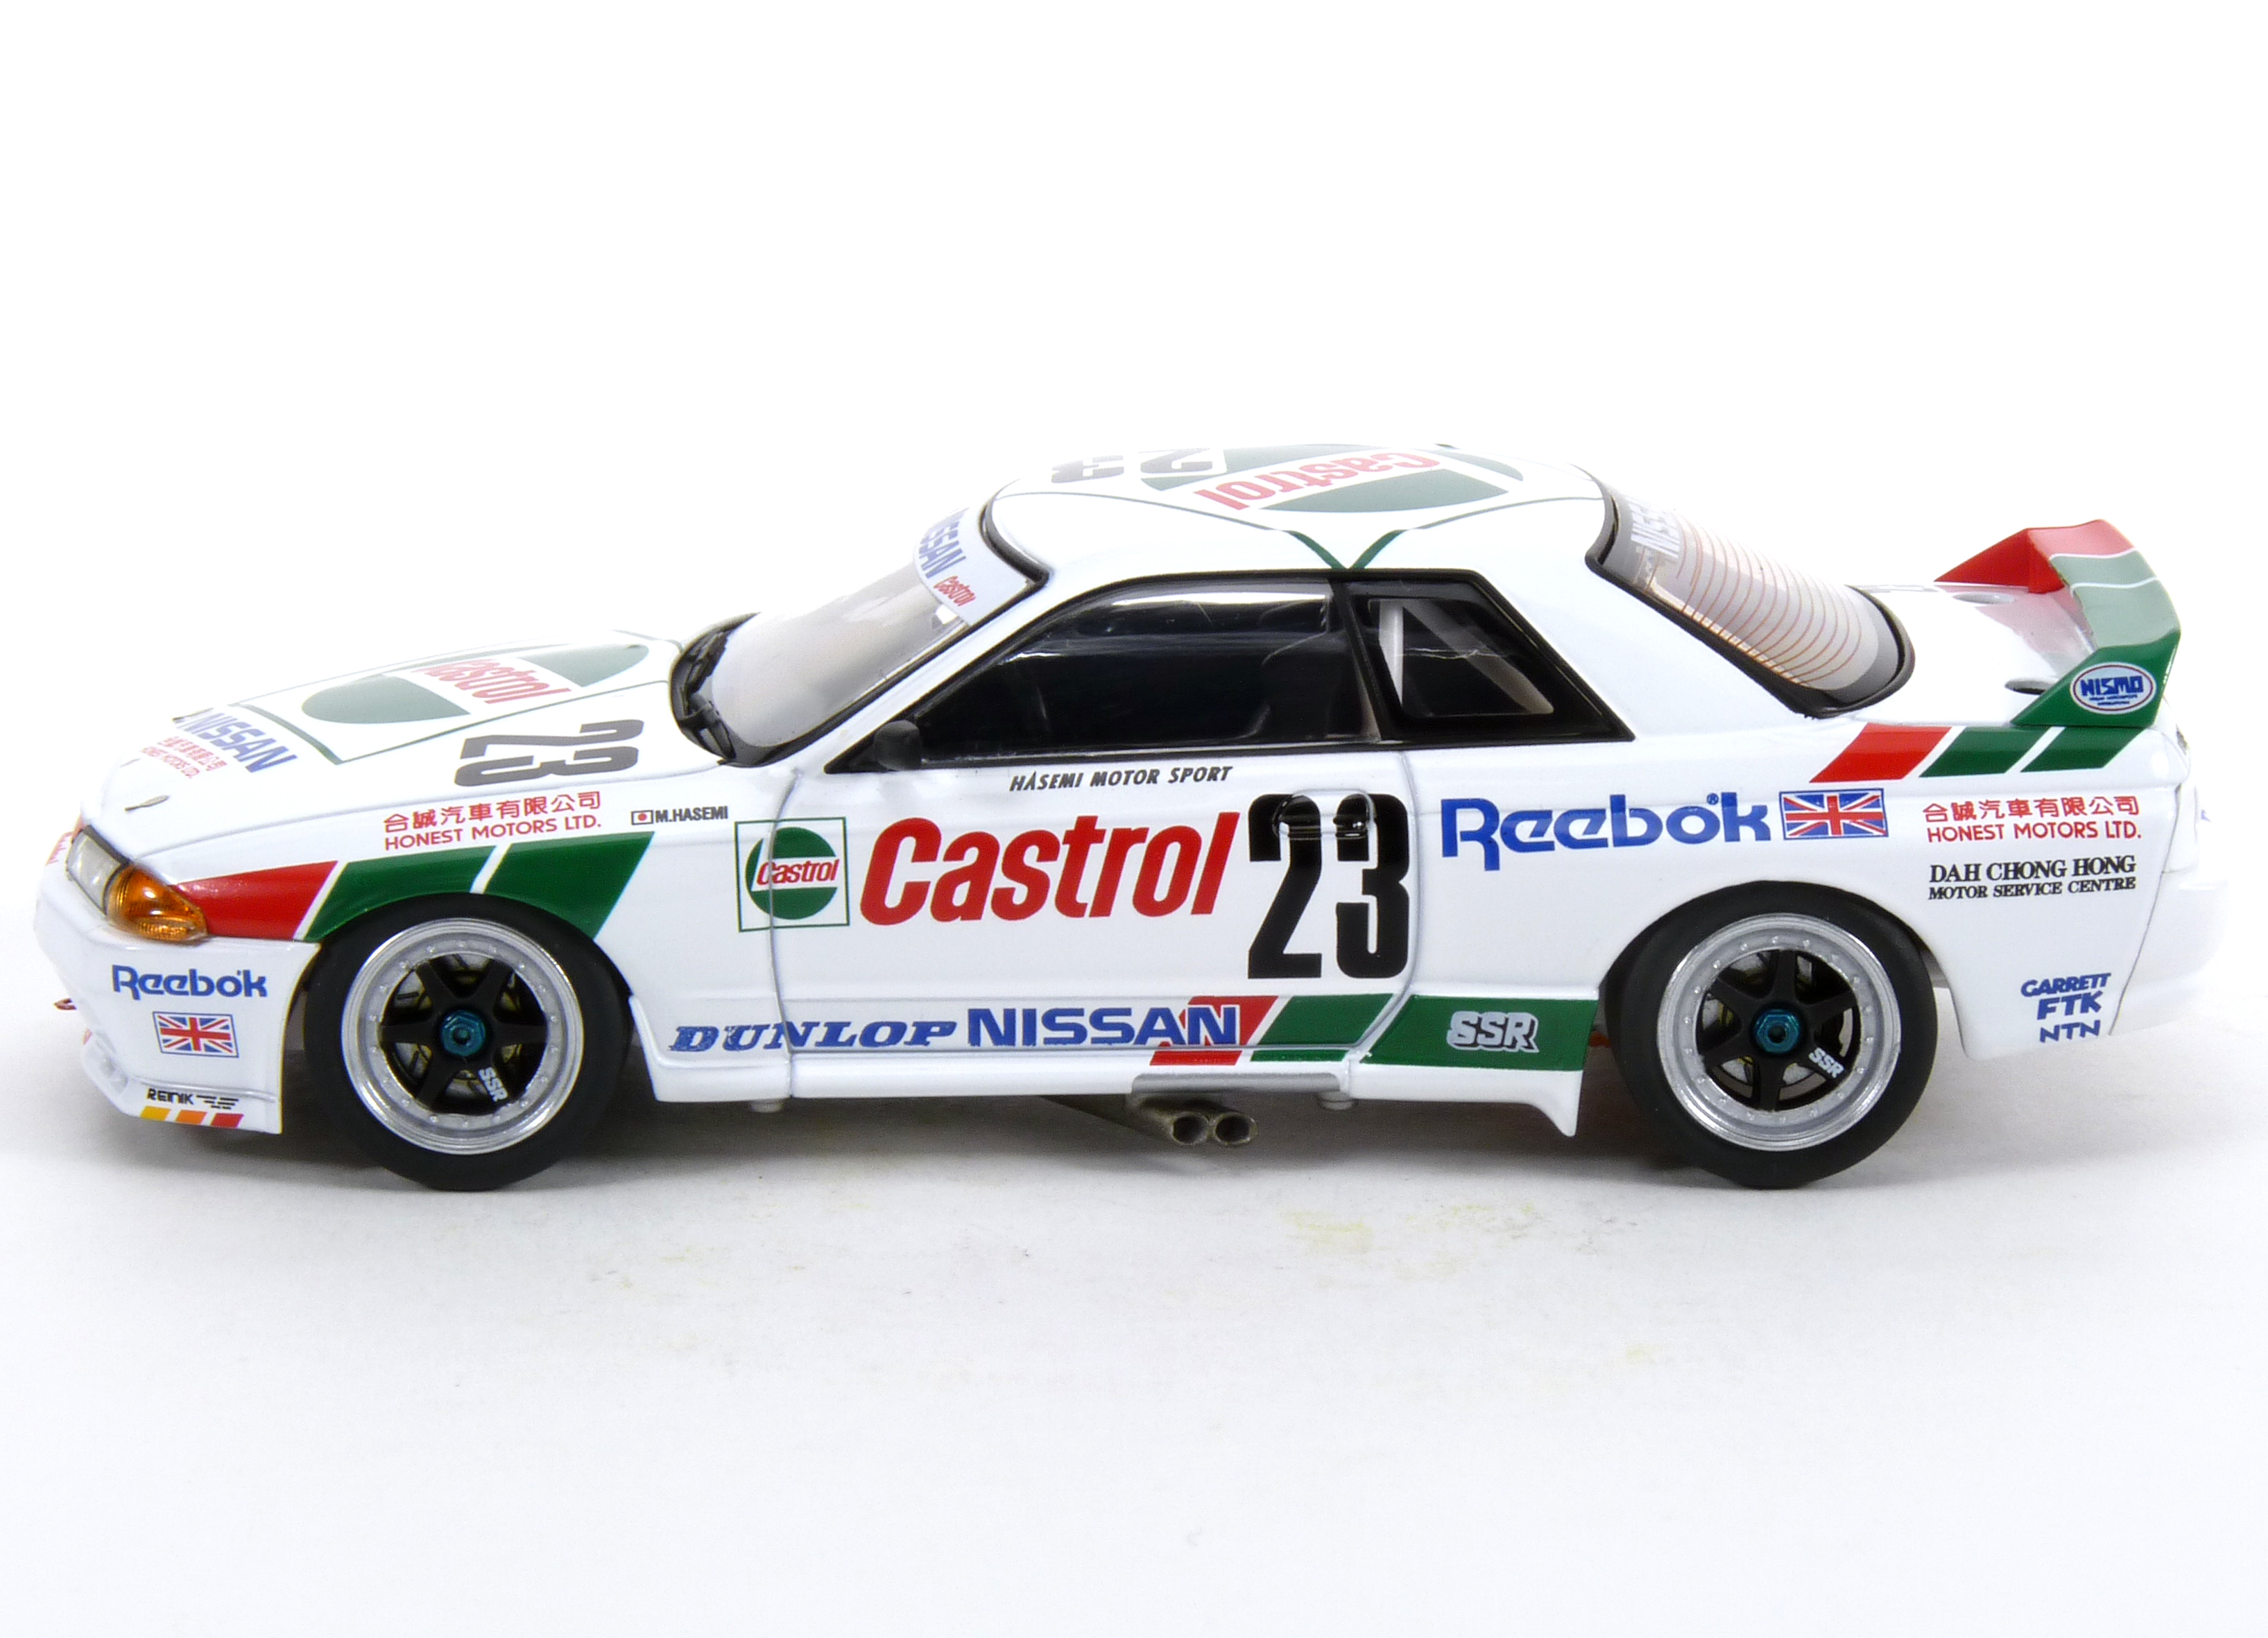 Castrol
23
NISSAN
Castrol
NISSAN
Castrol
NISSAN
23
合誠汽車有限公司
HONEST MOTORS LTD.
M.HASEMI
HASEMI MOTOR SPORT
Castrol
Castrol
23
Reebok
NISMO
合誠汽車有限公司
HONEST MOTORS LTD.
DAH CHONG HONG
MOTOR SERVICE CENTRE
GARRETT
FTK
NTN
Reebok
REINIK
SSR
DUNLOP NISSAN
SSR
SSR